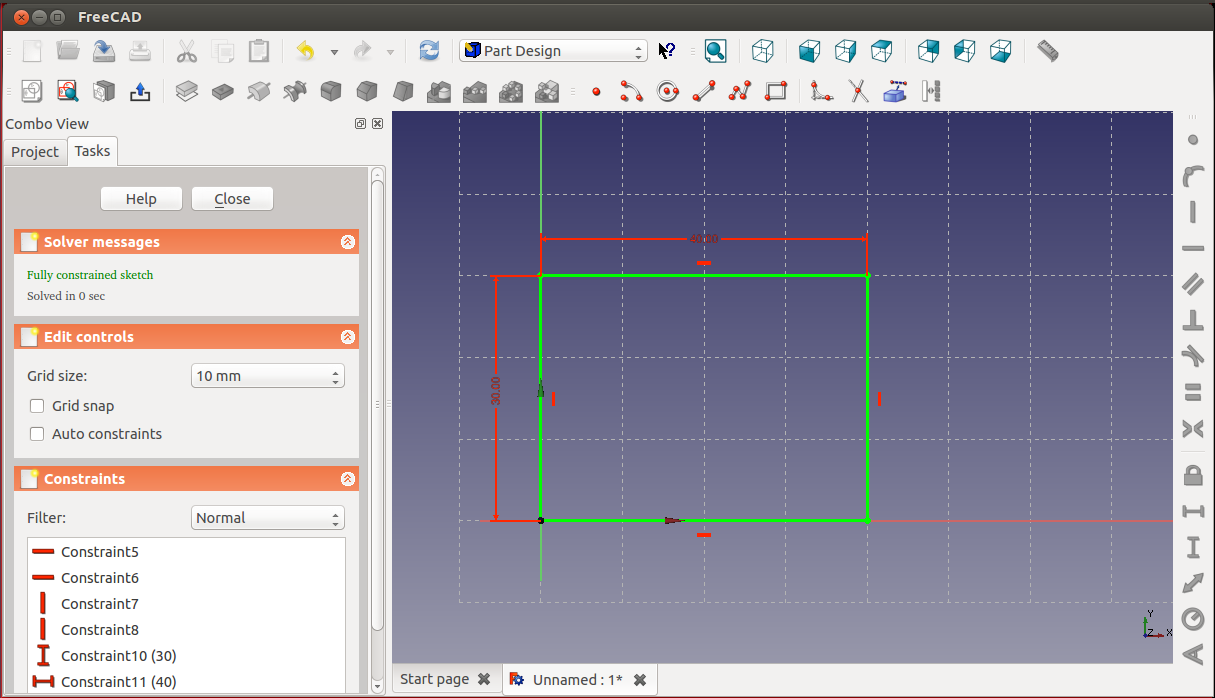 FreeCAD
Part Design
Combo View
Project Tasks
Help Close
Solver messages
Fully constrained sketch
Solved in 0 sec
Edit controls
Grid size: 10 mm
Grid snap
Auto constraints
Constraints
Filter: Normal
Constraint5
Constraint6
Constraint7
Constraint8
Constraint10 (30)
Constraint11 (40)
40.00
30.00
Y
Z X
Start page Unnamed : 1*